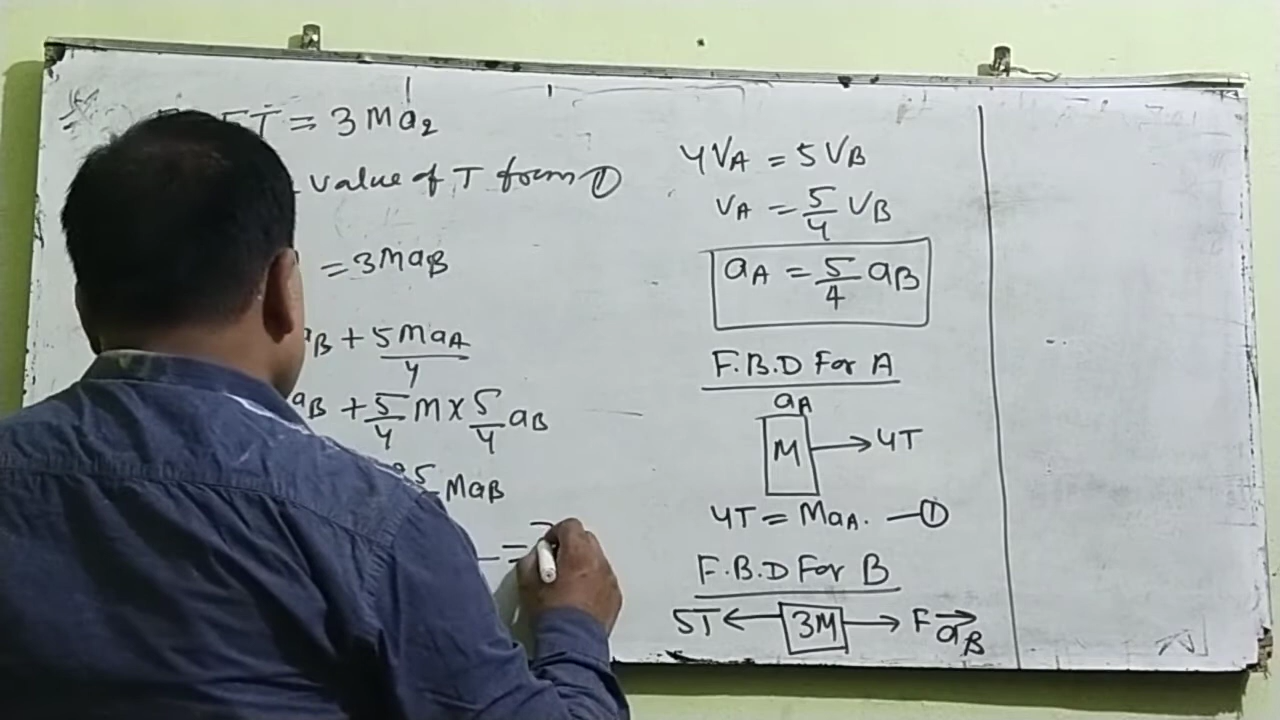 5T = 3Ma₂
value of T form ①
= 3MaB
aB + 5MaA/4
aB + 5/4 M × 5/4 aB
25 MaB
=
4VA = 5VB
VA = 5/4 VB
aA = 5/4 aB
F.B.D For A
aA
M → 4T
4T = MaA. — ①
F.B.D For B
5T ← 3M → F aB